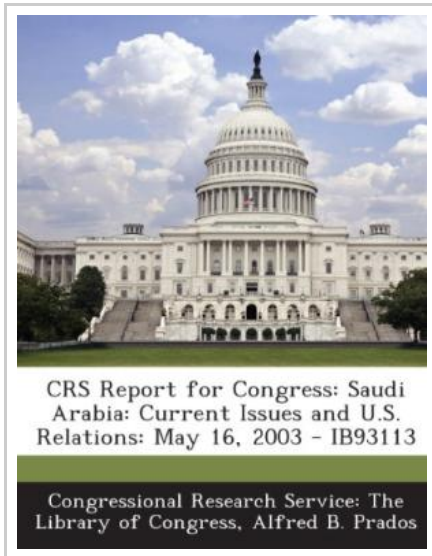 CRS Report for Congress: Saudi
Arabia: Current Issues and U.S.
Relations: May 16, 2003 - IB93113
Congressional Research Service: The
Library of Congress, Alfred B. Prados